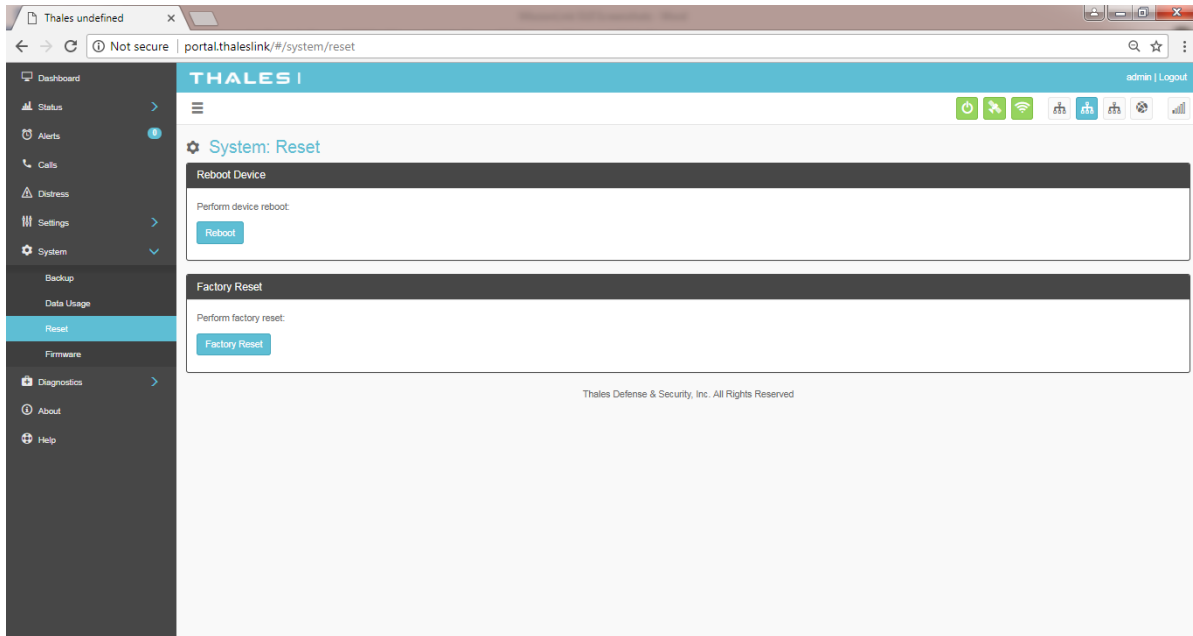 Thales undefined
Not secure | portal.thaleslink/#/system/reset
Dashboard
Status
Alerts 0
Calls
Distress
Settings
System
Backup
Data Usage
Reset
Firmware
Diagnostics
About
Help
THALES
admin | Logout
System: Reset
Reboot Device
Perform device reboot:
Reboot
Factory Reset
Perform factory reset:
Factory Reset
Thales Defense & Security, Inc. All Rights Reserved